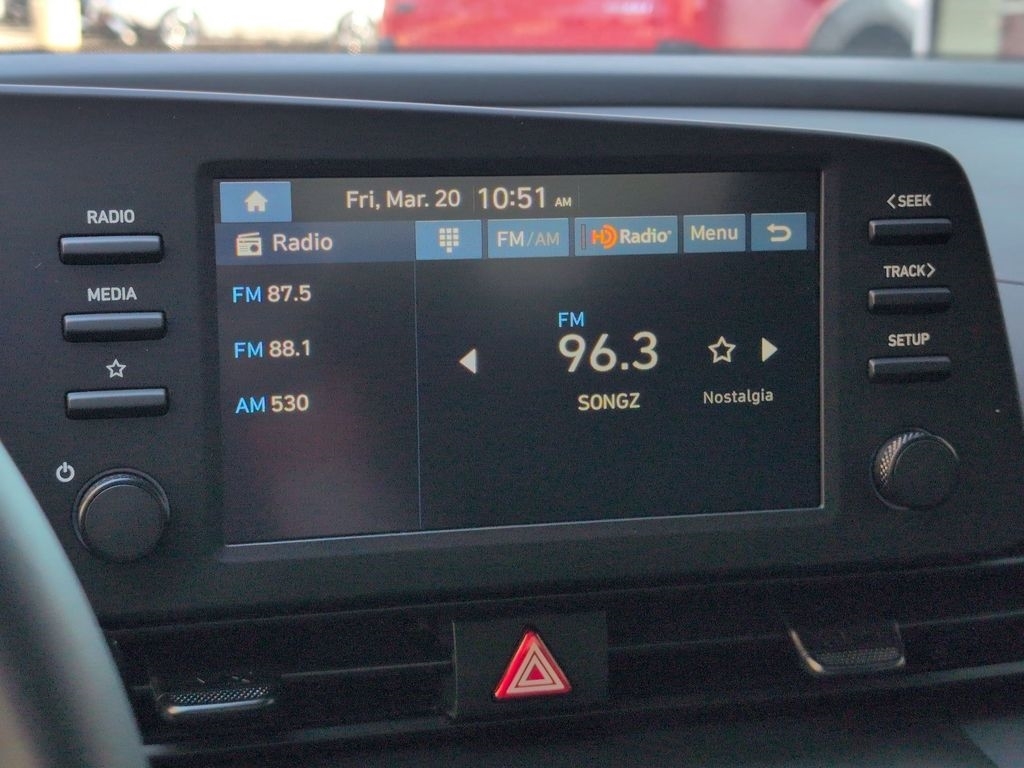 Fri, Mar. 20 10:51 AM
RADIO
MEDIA
Radio
FM/AM
HD Radio
Menu
FM 87.5
FM 88.1
AM 530
FM
96.3
SONGZ
Nostalgia
<SEEK
TRACK>
SETUP